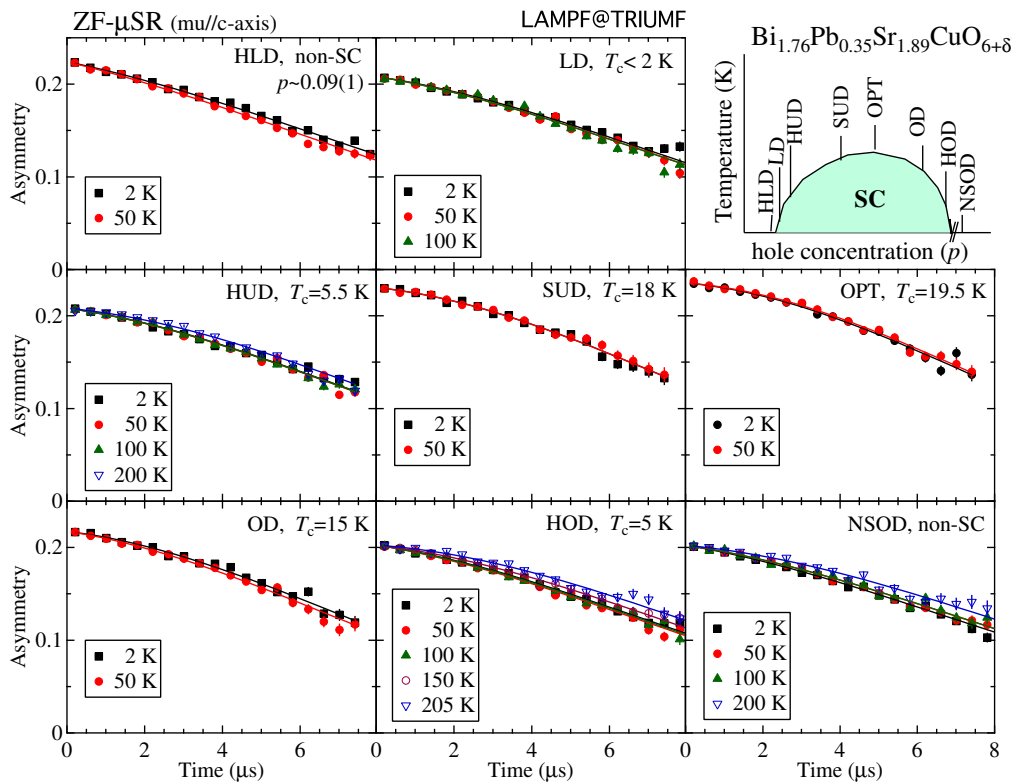 ZF-μSR (mu//c-axis)
LAMPF@TRIUMF
Asymmetry
0.2
0.1
0
HLD, non-SC
p~0.09(1)
2 K
50 K
LD, Tc< 2 K
2 K
50 K
100 K
Bi1.76Pb0.35Sr1.89CuO6+δ
Temperature (K)
HLD
LD
HUD
SUD
OPT
OD
HOD
NSOD
SC
hole concentration (p)
Asymmetry
0.2
0.1
0
HUD, Tc=5.5 K
2 K
50 K
100 K
200 K
SUD, Tc=18 K
2 K
50 K
OPT, Tc=19.5 K
2 K
50 K
Asymmetry
0.2
0.1
0
OD, Tc=15 K
2 K
50 K
HOD, Tc=5 K
2 K
50 K
100 K
150 K
205 K
NSOD, non-SC
2 K
50 K
100 K
200 K
0 2 4 6 0 2 4 6 0 2 4 6 8
Time (μs) Time (μs) Time (μs)